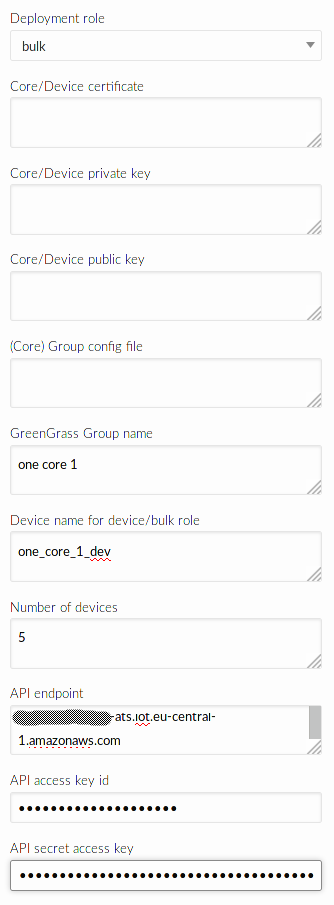 Deployment role
bulk
Core/Device certificate
Core/Device private key
Core/Device public key
(Core) Group config file
GreenGrass Group name
one core 1
Device name for device/bulk role
one_core_1_dev
Number of devices
5
API endpoint
-ats.iot.eu-central-
1.amazonaws.com
API access key id
••••••••••••••••••••
API secret access key
•••••••••••••••••••••••••••••••••••••